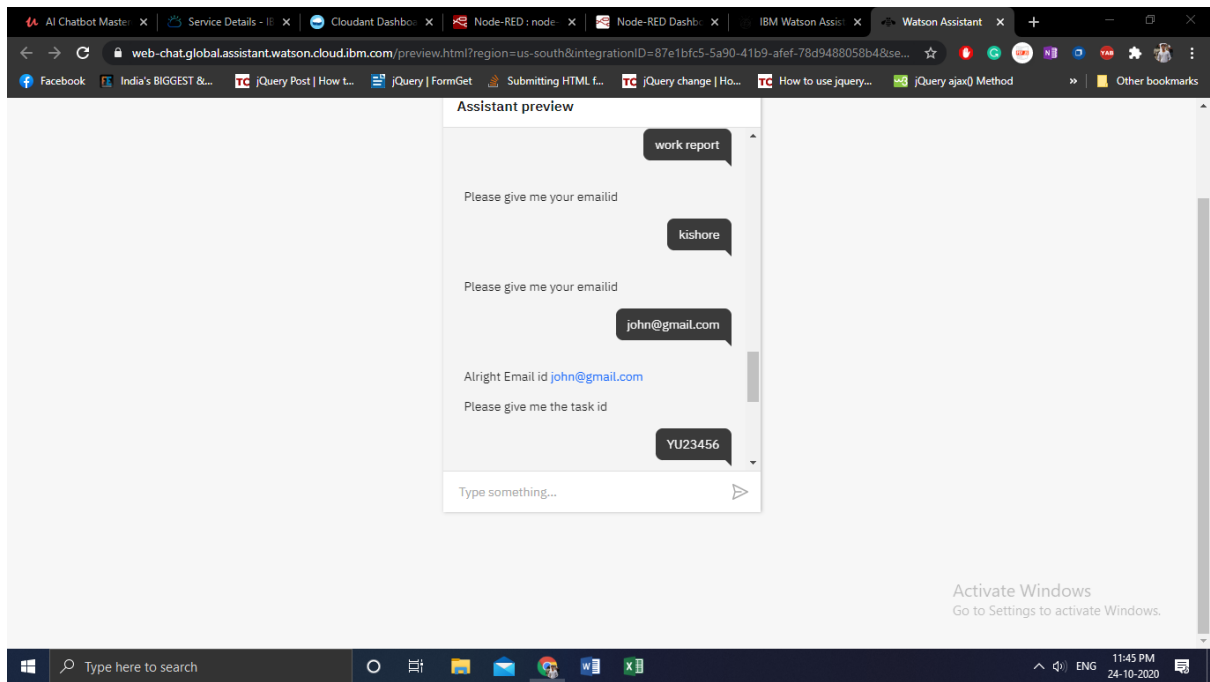 AI Chatbot Master
Service Details - IE
Cloudant Dashboa
Node-RED : node-
Node-RED Dashbo
IBM Watson Assist
Watson Assistant
web-chat.global.assistant.watson.cloud.ibm.com/preview.html?region=us-south&integrationID=87e1bfc5-5a90-41b9-afef-78d9488058b4&se...
Facebook
India's BIGGEST &...
TC jQuery Post | How t...
jQuery | FormGet
Submitting HTML f...
TC jQuery change | Ho...
TC How to use jquery...
jQuery ajax() Method
»
Other bookmarks
Assistant preview
work report
Please give me your emailid
kishore
Please give me your emailid
john@gmail.com
Alright Email id john@gmail.com
Please give me the task id
YU23456
Type something...
Activate Windows
Go to Settings to activate Windows.
Type here to search
ENG
11:45 PM
24-10-2020